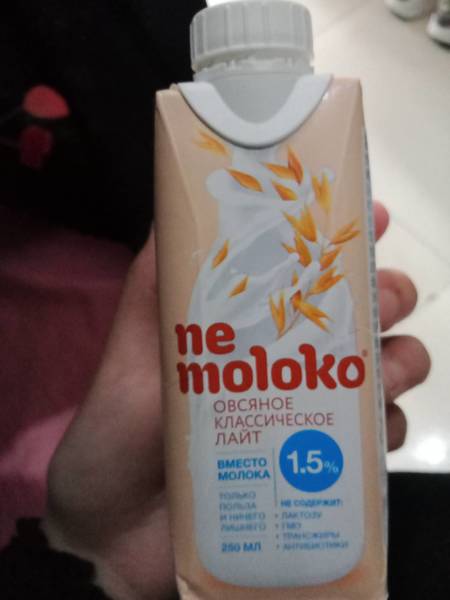 ne
moloko®
ОВСЯНОЕ
КЛАССИЧЕСКОЕ
ЛАЙТ
ВМЕСТО
МОЛОКА
1.5%
ТОЛЬКО
ПОЛЬЗА
И НИЧЕГО
ЛИШНЕГО
250 МЛ
НЕ СОДЕРЖИТ:
• ЛАКТОЗУ
• ГМО
• ТРАНСЖИРЫ
• АНТИБИОТИКИ